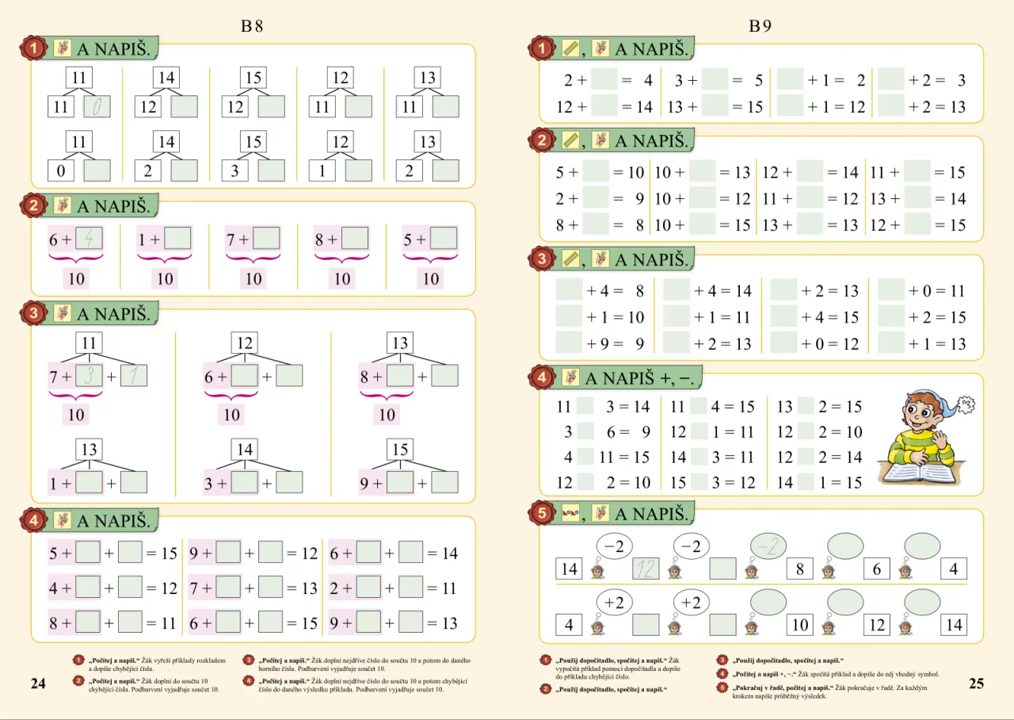 B 8
1 A NAPIŠ.
11 14 15 12 13
11 0 12 12 11 11
11 14 15 12 13
0 2 3 1 2
2 A NAPIŠ.
6 + 4 1 + 7 + 8 + 5 +
10 10 10 10 10
3 A NAPIŠ.
11 12 13
7 + 3 + 1 6 + + 8 + +
10 10 10
13 14 15
1 + + 3 + + 9 + +
4 A NAPIŠ.
5 + + = 15 9 + + = 12 6 + + = 14
4 + + = 12 7 + + = 13 2 + + = 11
8 + + = 11 6 + + = 15 9 + + = 13
1 „Počítej a napiš.“ Žák vyřeší příklady rozkladem
a dopíše chybějící čísla.
2 „Počítej a napiš.“ Žák doplní do součtu 10
chybějící čísla. Podbarvení vyjadřuje součet 10.
3 „Počítej a napiš.“ Žák doplní nejdříve číslo do součtu 10 a potom do daného
horního čísla. Podbarvení vyjadřuje součet 10.
4 „Počítej a napiš.“ Žák doplní nejdříve číslo do součtu 10 a potom chybějící
číslo do daného výsledku příkladu. Podbarvení vyjadřuje součet 10.
24
B 9
1 , A NAPIŠ.
2 + = 4 3 + = 5 + 1 = 2 + 2 = 3
12 + = 14 13 + = 15 + 1 = 12 + 2 = 13
2 , A NAPIŠ.
5 + = 10 10 + = 13 12 + = 14 11 + = 15
2 + = 9 10 + = 12 11 + = 12 13 + = 14
8 + = 8 10 + = 15 13 + = 13 12 + = 15
3 , A NAPIŠ.
+ 4 = 8 + 4 = 14 + 2 = 13 + 0 = 11
+ 1 = 10 + 1 = 11 + 4 = 15 + 2 = 15
+ 9 = 9 + 2 = 13 + 0 = 12 + 1 = 13
4 A NAPIŠ +, −.
11 3 = 14 11 4 = 15 13 2 = 15
3 6 = 9 12 1 = 11 12 2 = 10
4 11 = 15 14 3 = 11 12 2 = 14
12 2 = 10 15 3 = 12 14 1 = 15
5 , A NAPIŠ.
−2 −2 −2
14 12 8 6 4
+2 +2
4 10 12 14
1 „Použij dopočítadlo, spočítej a napiš.“ Žák
vypočítá příklad pomocí dopočítadla a dopíše
do příkladu chybějící číslo.
2 „Použij dopočítadlo, spočítej a napiš.“
3 „Použij dopočítadlo, spočítej a napiš.“
4 „Počítej a napiš +, −.“ Žák spočítá příklad a dopíše do něj vhodný symbol.
5 „Pokračuj v řadě, počítej a napiš.“ Žák pokračuje v řadě. Za každým
krokem napíše průběžný výsledek.
25